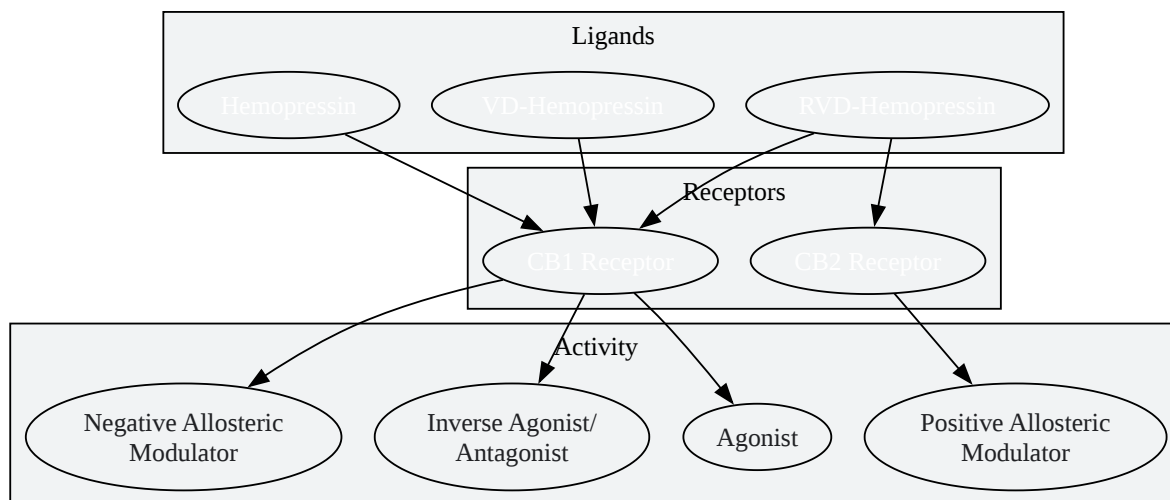 Ligands
Hemopressin
VD-Hemopressin
RVD-Hemopressin
Receptors
CB1 Receptor
CB2 Receptor
Activity
Negative Allosteric
Modulator
Inverse Agonist/
Antagonist
Agonist
Positive Allosteric
Modulator